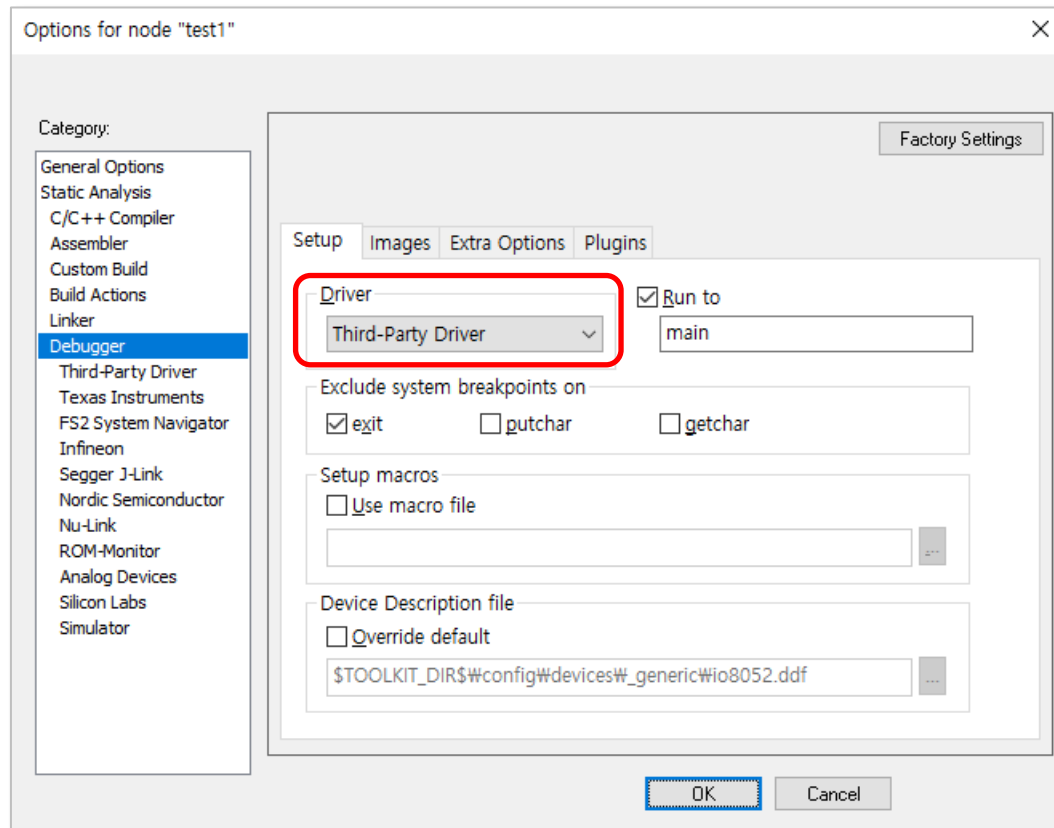 Options for node "test1"
Category:
General Options
Static Analysis
C/C++ Compiler
Assembler
Custom Build
Build Actions
Linker
Debugger
Third-Party Driver
Texas Instruments
FS2 System Navigator
Infineon
Segger J-Link
Nordic Semiconductor
Nu-Link
ROM-Monitor
Analog Devices
Silicon Labs
Simulator
Factory Settings
Setup Images Extra Options Plugins
Driver
Third-Party Driver
Run to
main
Exclude system breakpoints on
exit putchar getchar
Setup macros
Use macro file
...
Device Description file
Override default
$TOOLKIT_DIR$₩config₩devices₩_generic₩io8052.ddf
...
OK Cancel